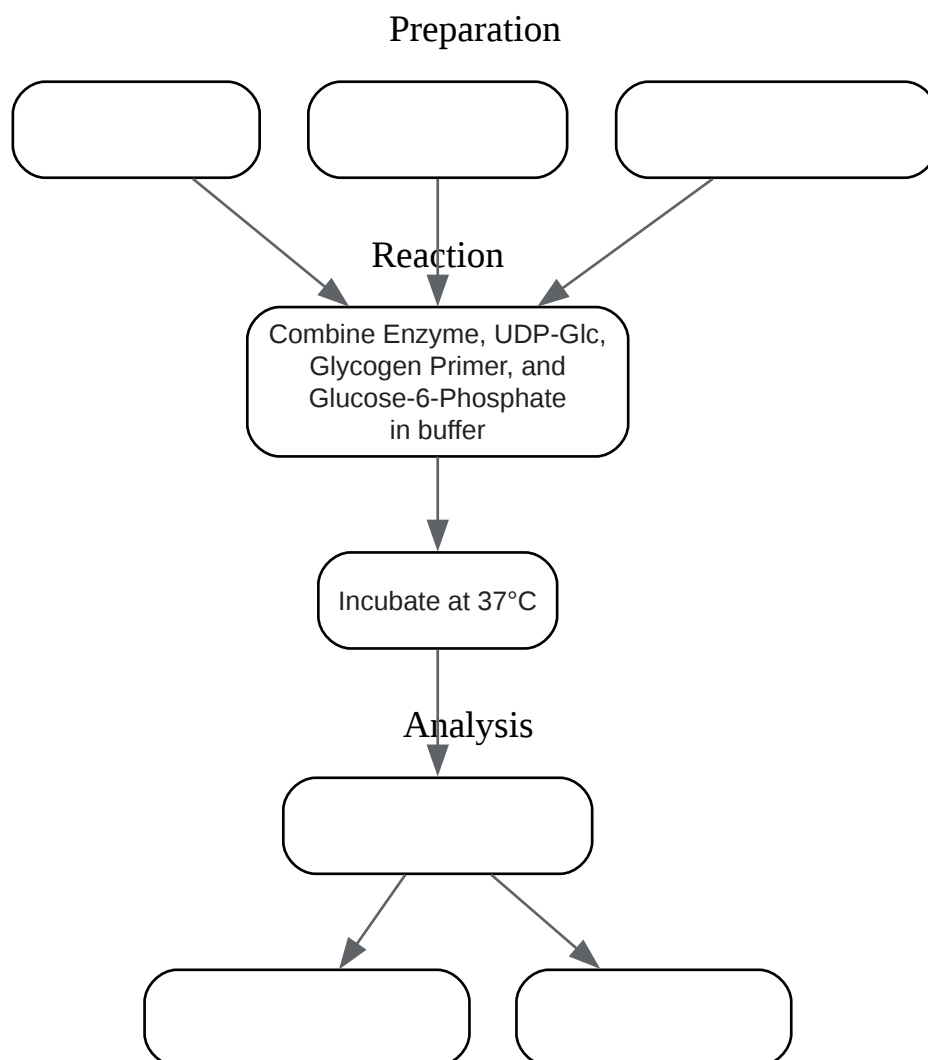 Preparation
Reaction
Combine Enzyme, UDP-Glc,
Glycogen Primer, and
Glucose-6-Phosphate
in buffer
Incubate at 37°C
Analysis